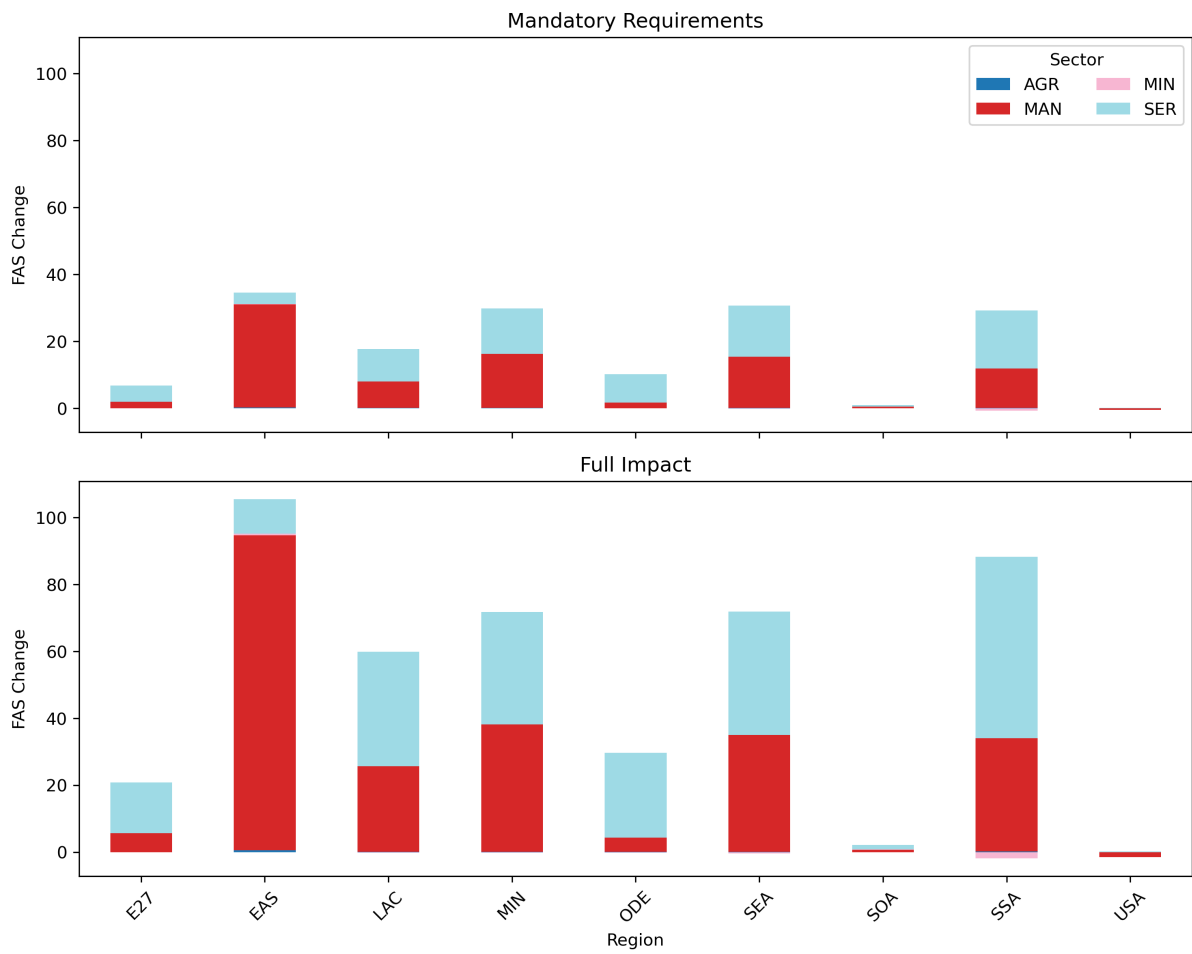 Mandatory Requirements
Sector
AGR MIN
MAN SER
FAS Change
100
80
60
40
20
0
Full Impact
FAS Change
100
80
60
40
20
0
E27 EAS LAC MIN ODE SEA SOA SSA USA
Region